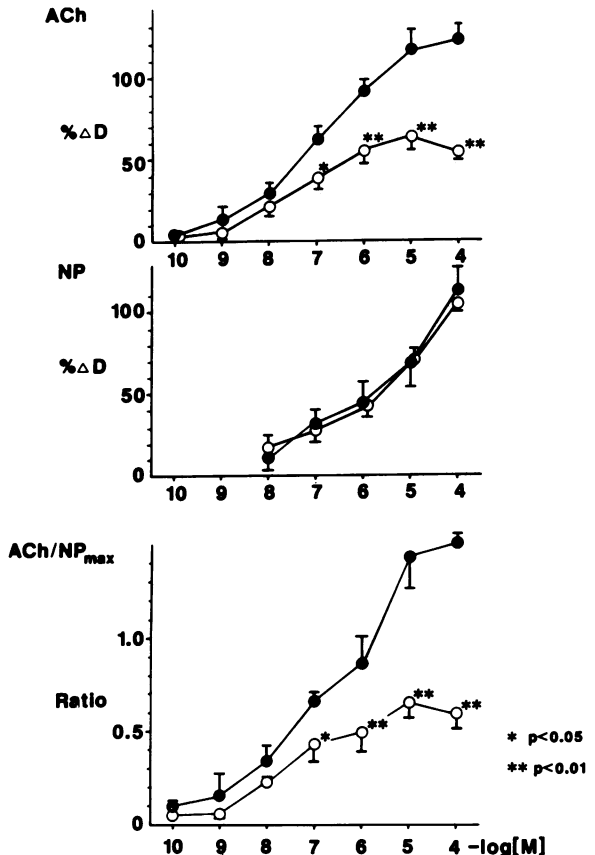 ACh
100
%△D
** **
** 
50
*
0
10 9 8 7 6 5 4
NP
100
%△D
50
0
10 9 8 7 6 5 4
ACh/NPmax
1.0
Ratio
**
**
0.5
* **
* p<0.05
** p<0.01
0
10 9 8 7 6 5 4 -log[M]